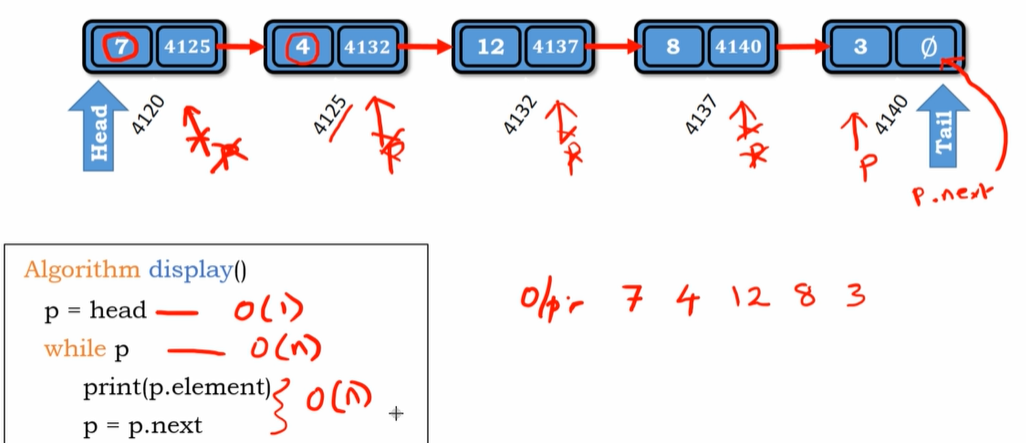 7 4125 4 4132 12 4137 8 4140 3 ∅
Head 4120 4125 4132 4137 4140 Tail
p p p p p
p.next
Algorithm display()
p = head O(1)
while p O(n)
print(p.element)
O(n)
p = p.next
O/p:- 7 4 12 8 3